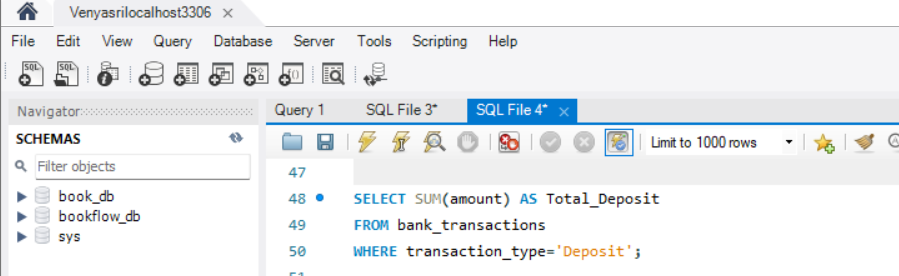 Venyasrilocalhost3306 ×
File Edit View Query Database Server Tools Scripting Help
SQL SQL
Navigator
Query 1 SQL File 3* SQL File 4* ×
SCHEMAS
Limit to 1000 rows
Filter objects
book_db
bookflow_db
sys
47
48 SELECT SUM(amount) AS Total_Deposit
49 FROM bank_transactions
50 WHERE transaction_type='Deposit';